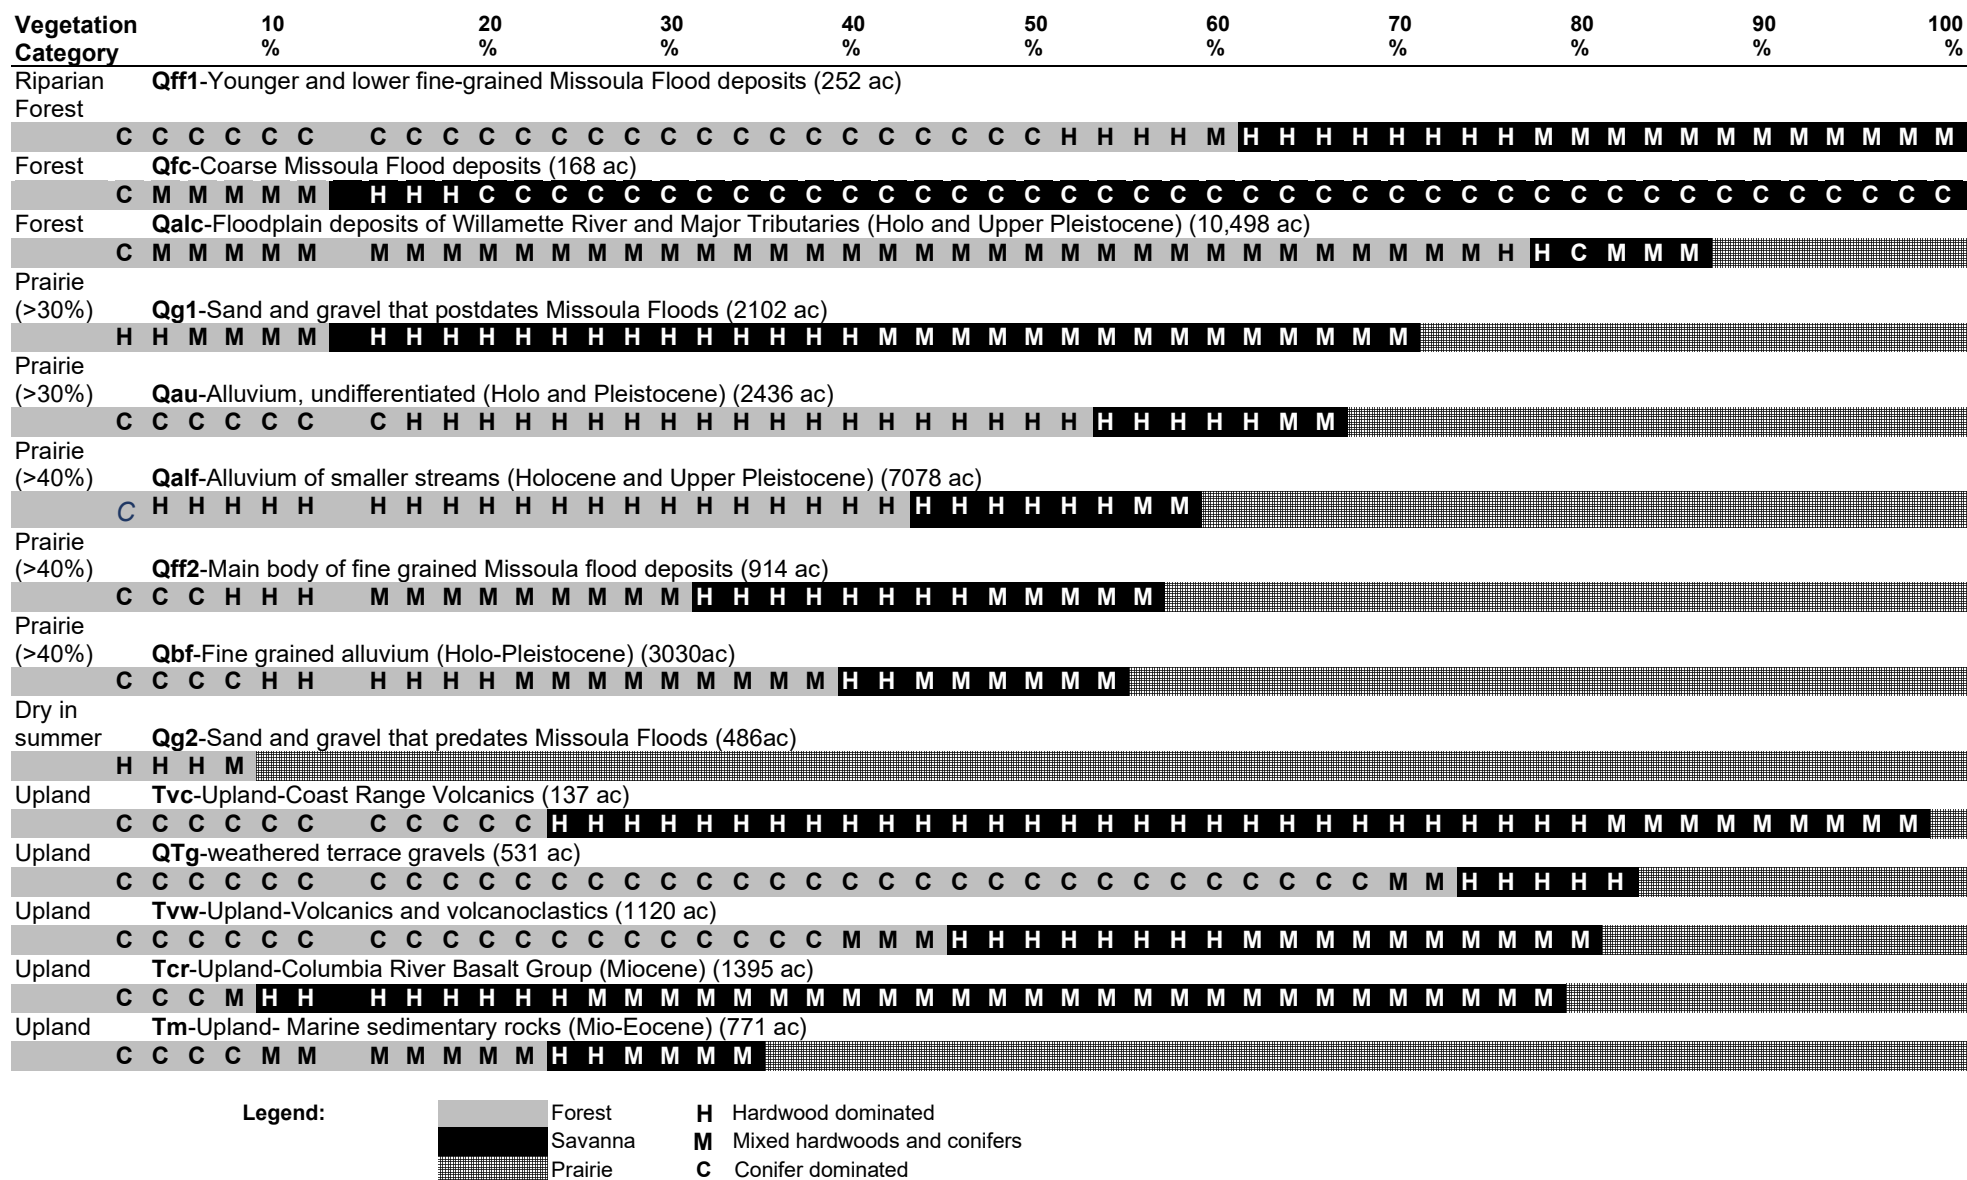 Vegetation Category 10 % 20 % 30 % 40 % 50 % 60 % 70 % 80 % 90 % 100 %
Riparian Forest Qff1-Younger and lower fine-grained Missoula Flood deposits (252 ac)
C C C C C C C C C C C C C C C C C C C C C C C C C H H H H M H H H H H H H H M M M M M M M M M M M M
Forest Qfc-Coarse Missoula Flood deposits (168 ac)
C M M M M M H H H C C C C C C C C C C C C C C C C C C C C C C C C C C C C C C C C C C C C C C C C C
Forest Qalc-Floodplain deposits of Willamette River and Major Tributaries (Holo and Upper Pleistocene) (10,498 ac)
C M M M M M M M M M M M M M M M M M M M M M M M M M M M M M M M M M M M M H H C M M M
Prairie (>30%) Qg1-Sand and gravel that postdates Missoula Floods (2102 ac)
H H M M M M H H H H H H H H H H H H H H M M M M M M M M M M M M M M M
Prairie (>30%) Qau-Alluvium, undifferentiated (Holo and Pleistocene) (2436 ac)
C C C C C C C H H H H H H H H H H H H H H H H H H H H H H H H M M
Prairie (>40%) Qalf-Alluvium of smaller streams (Holocene and Upper Pleistocene) (7078 ac)
C H H H H H H H H H H H H H H H H H H H H H H H H H H M M
Prairie (>40%) Qff2-Main body of fine grained Missoula flood deposits (914 ac)
C C C H H H M M M M M M M M M H H H H H H H H M M M M M
Prairie (>40%) Qbf-Fine grained alluvium (Holo-Pleistocene) (3030ac)
C C C C H H H H H H M M M M M M M M M H H M M M M M M
Dry in summer Qg2-Sand and gravel that predates Missoula Floods (486ac)
H H H M
Upland Tvc-Upland-Coast Range Volcanics (137 ac)
C C C C C C C C C C C H H H H H H H H H H H H H H H H H H H H H H H H H H H H H M M M M M M M M M
Upland QTg-weathered terrace gravels (531 ac)
C C C C C C C C C C C C C C C C C C C C C C C C C C C C C C C C C C M M H H H H H
Upland Tvw-Upland-Volcanics and volcanoclastics (1120 ac)
C C C C C C C C C C C C C C C C C C C M M M H H H H H H H H M M M M M M M M M M
Upland Tcr-Upland-Columbia River Basalt Group (Miocene) (1395 ac)
C C C M H H H H H H H H M M M M M M M M M M M M M M M M M M M M M M M M M M M
Upland Tm-Upland- Marine sedimentary rocks (Mio-Eocene) (771 ac)
C C C C M M M M M M M H H M M M M
Legend: Forest H Hardwood dominated
Savanna M Mixed hardwoods and conifers
Prairie C Conifer dominated